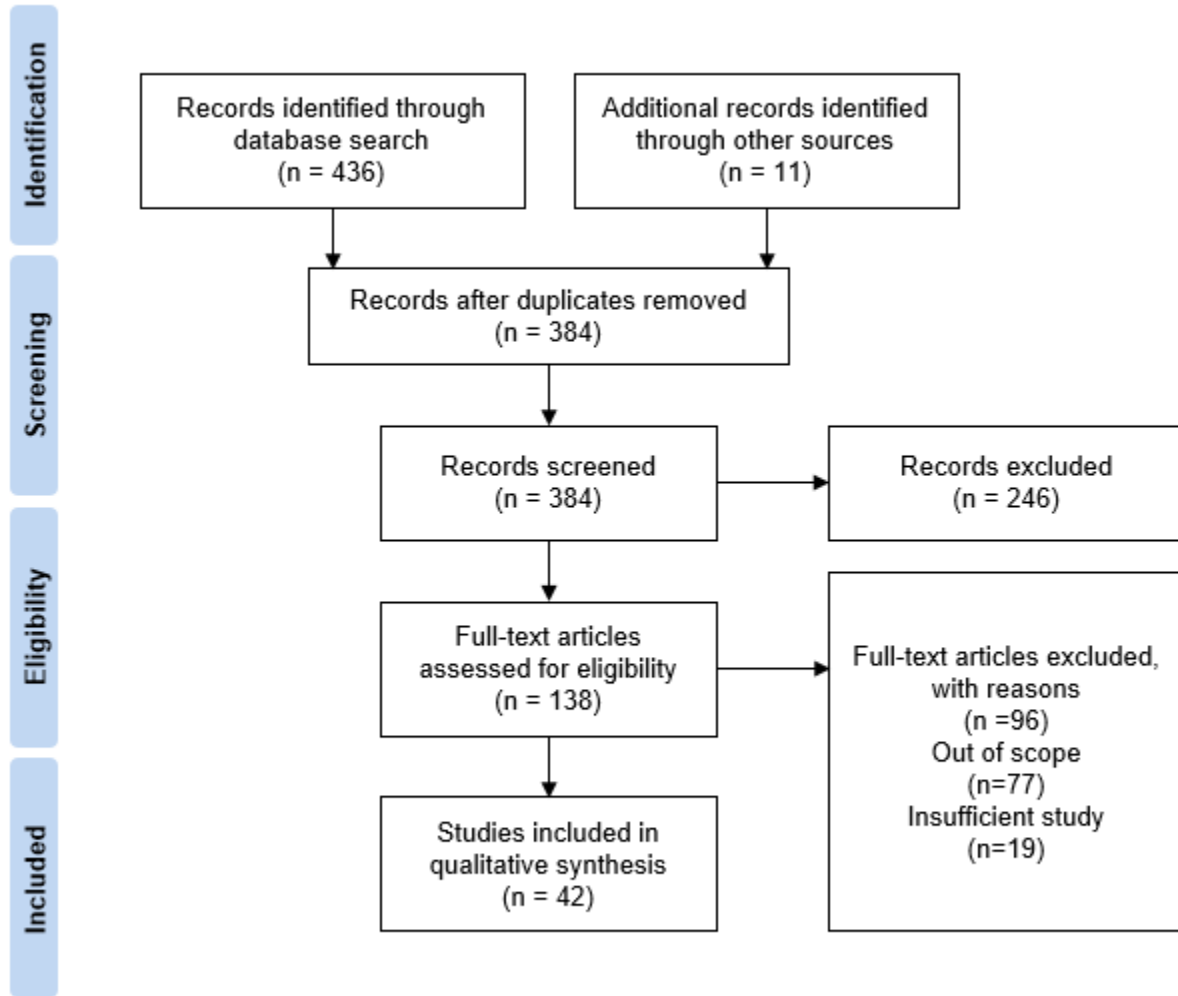 Identification
Records identified through
database search
(n = 436)
Additional records identified
through other sources
(n = 11)
Screening
Records after duplicates removed
(n = 384)
Records screened
(n = 384)
Records excluded
(n = 246)
Eligibility
Full-text articles
assessed for eligibility
(n = 138)
Full-text articles excluded,
with reasons
(n =96)
Out of scope
(n=77)
Insufficient study
(n=19)
Included
Studies included in
qualitative synthesis
(n = 42)